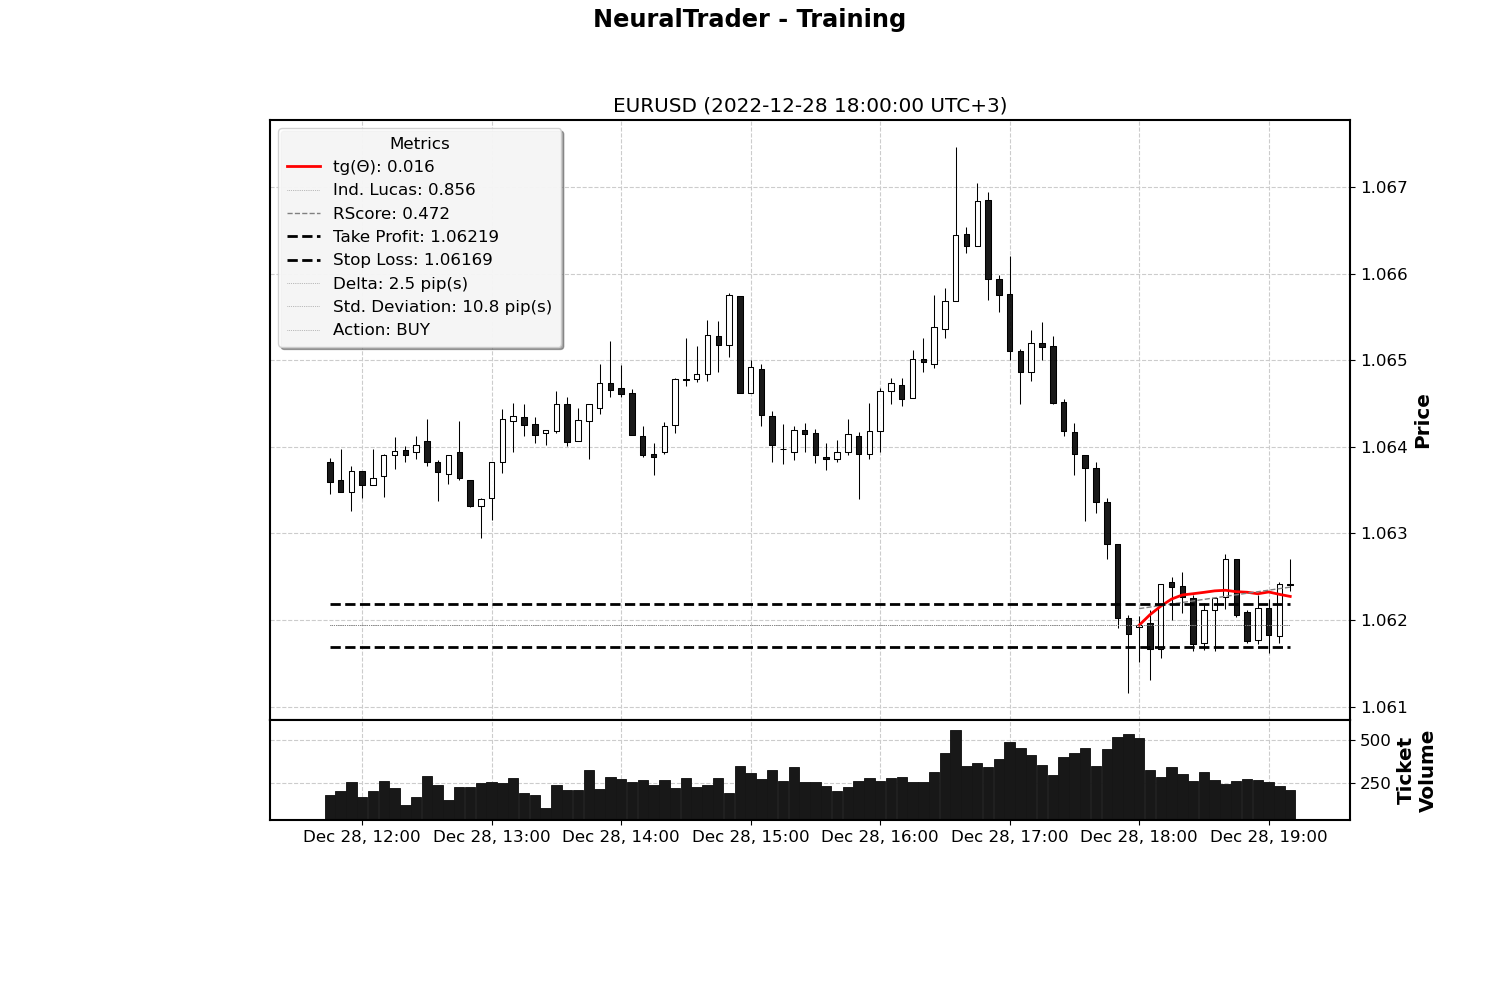 NeuralTrader - Training
EURUSD (2022-12-28 18:00:00 UTC+3)
Metrics
tg(Θ): 0.016
Ind. Lucas: 0.856
RScore: 0.472
Take Profit: 1.06219
Stop Loss: 1.06169
Delta: 2.5 pip(s)
Std. Deviation: 10.8 pip(s)
Action: BUY
1.067
1.066
1.065
1.064
1.063
1.062
1.061
Price
500
250
Ticket
Volume
Dec 28, 12:00 Dec 28, 13:00 Dec 28, 14:00 Dec 28, 15:00 Dec 28, 16:00 Dec 28, 17:00 Dec 28, 18:00 Dec 28, 19:00